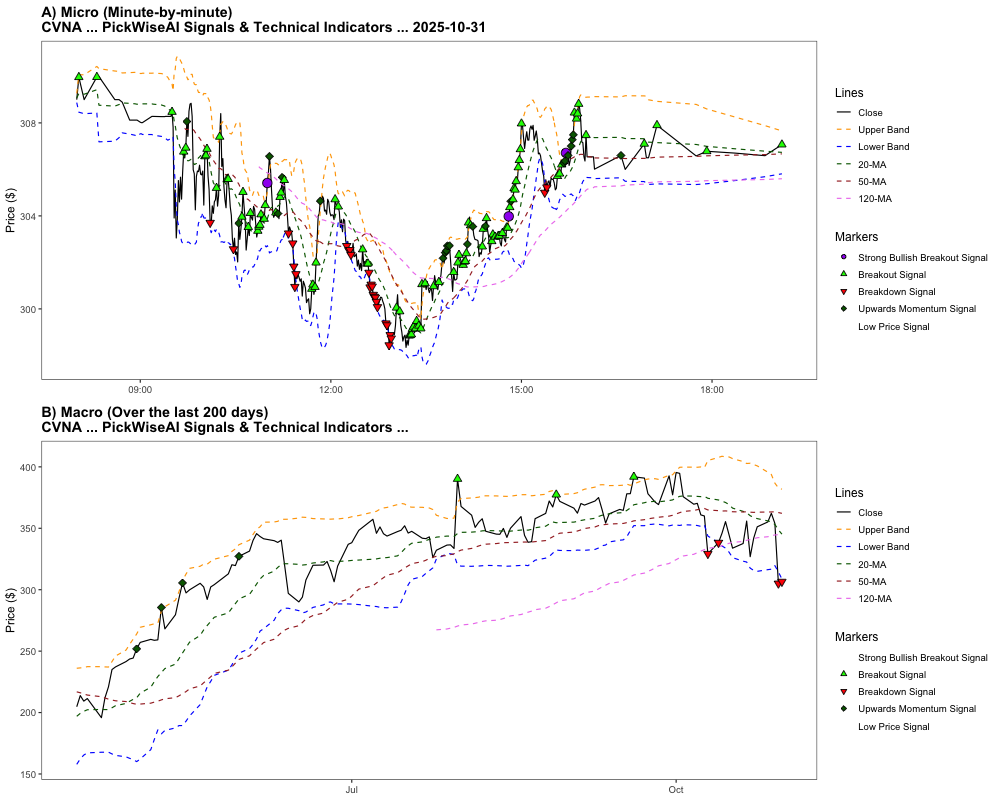 A) Micro (Minute-by-minute)
CVNA ... PickWiseAI Signals & Technical Indicators ... 2025-10-31
Price ($)
308
304
300
09:00
12:00
15:00
18:00
Lines
Close
Upper Band
Lower Band
20-MA
50-MA
120-MA
Markers
Strong Bullish Breakout Signal
Breakout Signal
Breakdown Signal
Upwards Momentum Signal
Low Price Signal
B) Macro (Over the last 200 days)
CVNA ... PickWiseAI Signals & Technical Indicators ...
Price ($)
400
350
300
250
200
150
Jul
Oct
Lines
Close
Upper Band
Lower Band
20-MA
50-MA
120-MA
Markers
Strong Bullish Breakout Signal
Breakout Signal
Breakdown Signal
Upwards Momentum Signal
Low Price Signal